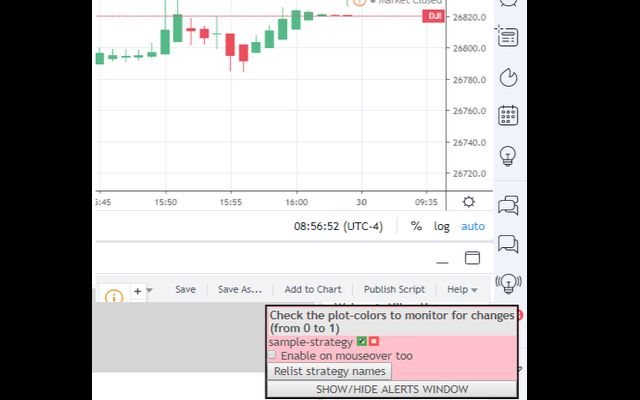 Market Closed
26820.0
DJI
26800.0
26780.0
26760.0
26740.0
26720.0
:45 15:50 15:55 16:00 30 09:35
08:56:52 (UTC-4) % log auto
Save Save As... Add to Chart Publish Script Help
Check the plot-colors to monitor for changes
(from 0 to 1)
sample-strategy
Enable on mouseover too
Relist strategy names
SHOW/HIDE ALERTS WINDOW